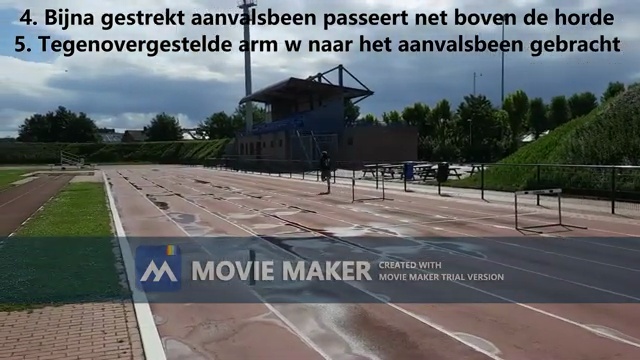 4. Bijna gestrekt aanvalsbeen passeert net boven de horde
5. Tegenovergestelde arm w naar het aanvalsbeen gebracht
MOVIE MAKER
CREATED WITH
MOVIE MAKER TRIAL VERSION